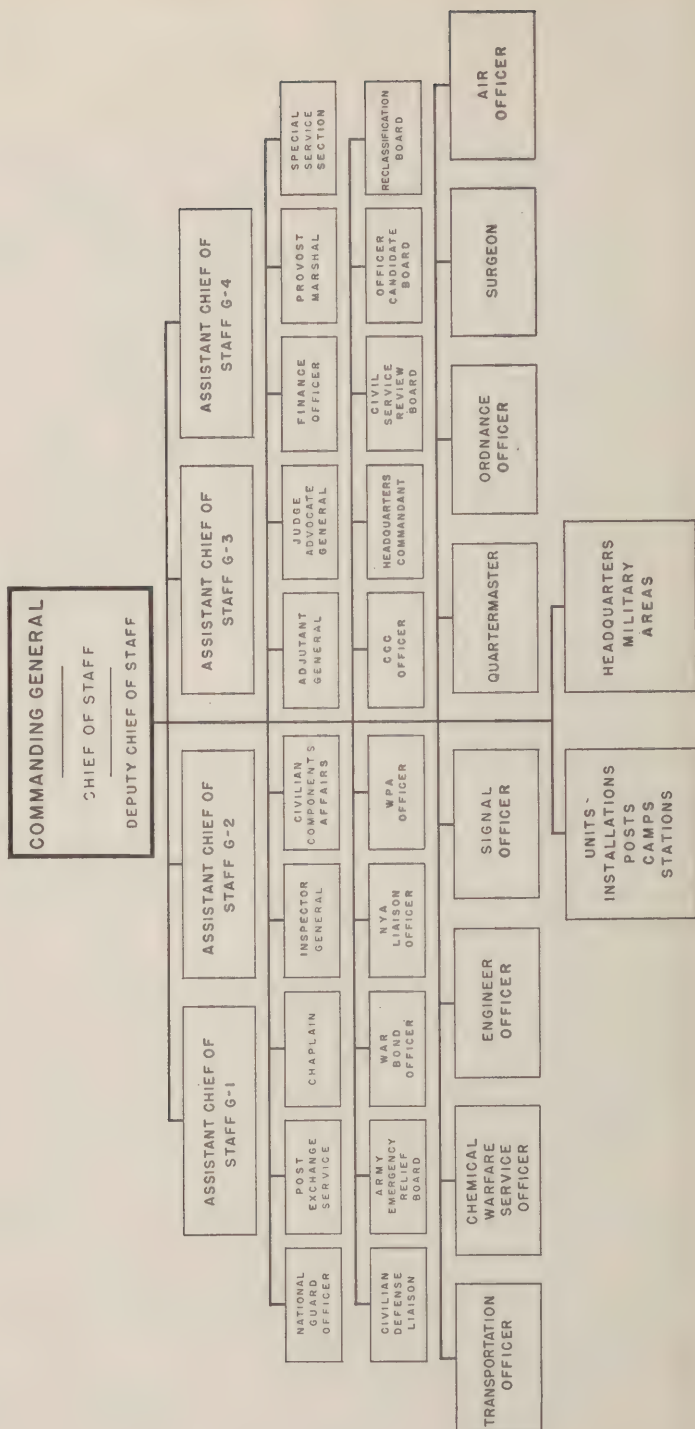 COMMANDING GENERAL
CHIEF OF STAFF
DEPUTY CHIEF OF STAFF
ASSISTANT CHIEF OF
STAFF G-1
ASSISTANT CHIEF OF
STAFF G-2
ASSISTANT CHIEF OF
STAFF G-3
ASSISTANT CHIEF OF
STAFF G-4
NATIONAL
GUARD
OFFICER
POST
EXCHANGE
SERVICE
CHAPLAIN
INSPECTOR
GENERAL
CIVILIAN
COMPONENTS
AFFAIRS
ADJUTANT
GENERAL
JUDGE
ADVOCATE
GENERAL
FINANCE
OFFICER
PROVOST
MARSHAL
SPECIAL
SERVICE
SECTION
CIVILIAN
DEFENSE
LIAISON
ARMY
EMERGENCY
RELIEF
BOARD
WAR
BOND
OFFICER
NYA
LIAISON
OFFICER
WPA
OFFICER
CCC
OFFICER
HEADQUARTERS
COMMANDANT
CIVIL
SERVICE
REVIEW
BOARD
OFFICER
CANDIDATE
BOARD
RECLASSIFICATION
BOARD
TRANSPORTATION
OFFICER
CHEMICAL
WARFARE
SERVICE
OFFICER
ENGINEER
OFFICER
SIGNAL
OFFICER
QUARTERMASTER
ORDNANCE
OFFICER
SURGEON
AIR
OFFICER
UNITS-
INSTALLATIONS
POSTS
CAMPS
STATIONS
HEADQUARTERS
MILITARY
AREAS